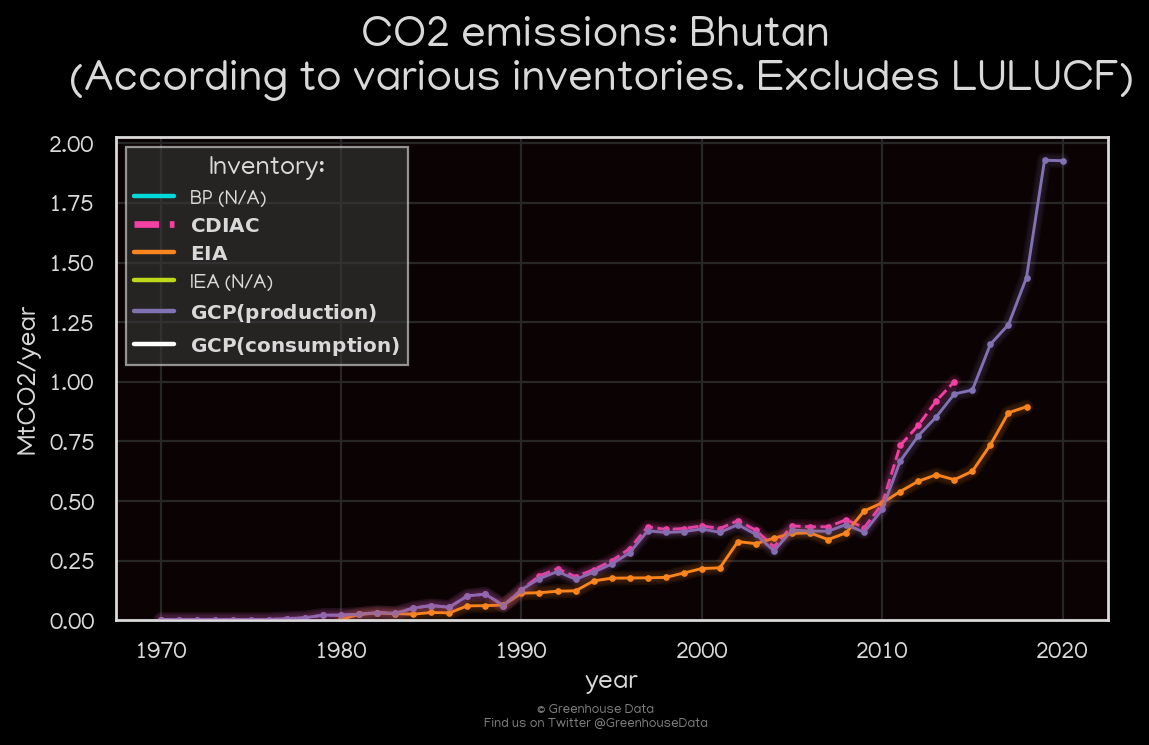 CO2 emissions: Bhutan
(According to various inventories. Excludes LULUCF)
2.00
1.75
1.50
1.25
1.00
0.75
0.50
0.25
0.00
MtCO2/year
Inventory:
BP (N/A)
CDIAC
EIA
IEA (N/A)
GCP(production)
GCP(consumption)
1970 1980 1990 2000 2010 2020
year
© Greenhouse Data
Find us on Twitter @GreenhouseData